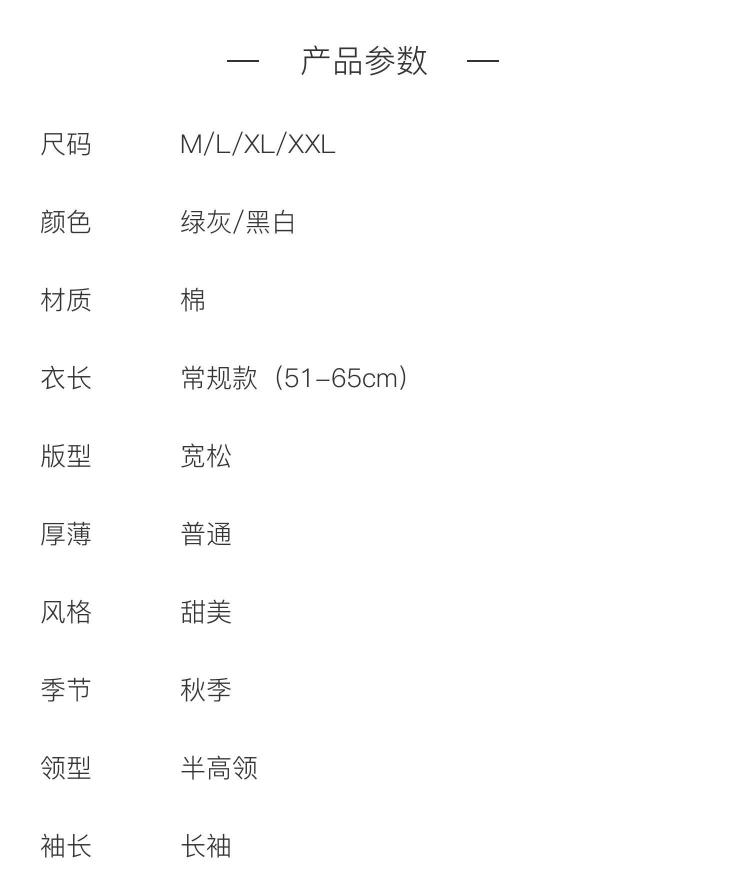 — 产品参数 —
尺码 M/L/XL/XXL
颜色 绿灰/黑白
材质 棉
衣长 常规款（51-65cm）
版型 宽松
厚薄 普通
风格 甜美
季节 秋季
领型 半高领
袖长 长袖